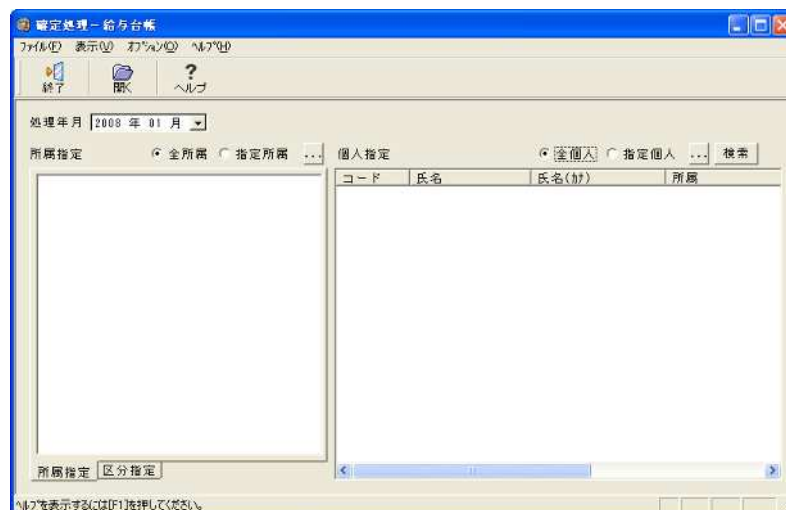 確定処理－給与台帳
ﾌｧｲﾙ(F) 表示(V) ｵﾌﾟｼｮﾝ(O) ﾍﾙﾌﾟ(H)
終了 開く ヘルプ
処理年月 2008 年 01 月
所属指定 全所属 指定所属 ... 個人指定 全個人 指定個人 ... 検索
コード 氏名 氏名(ｶﾅ) 所属
所属指定 区分指定
ﾍﾙﾌﾟを表示するには[F1]を押してください。